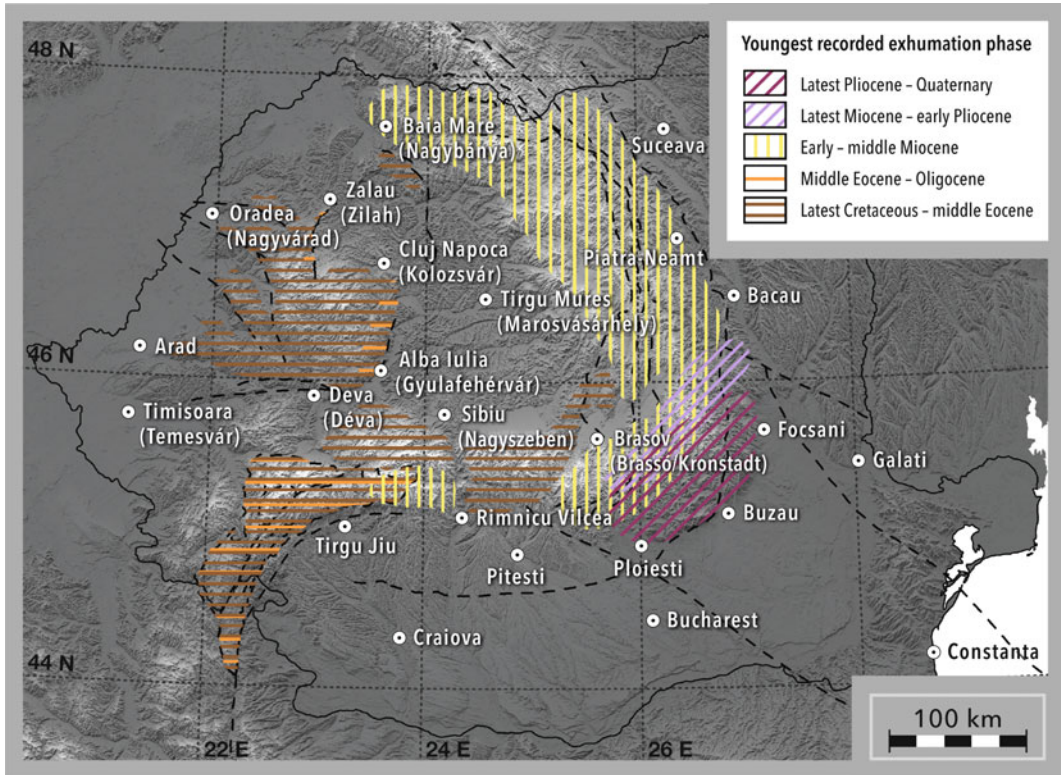 48 N
Youngest recorded exhumation phase
Latest Pliocene – Quaternary
Latest Miocene – early Pliocene
Early – middle Miocene
Middle Eocene – Oligocene
Latest Cretaceous – middle Eocene
Baia Mare
(Nagybánya)
Suceava
Zalau
(Zilah)
Oradea
(Nagyvárad)
Cluj Napoca
(Kolozsvár)
Piatra-Neamt
Tirgu Mures
(Marosvásárhely)
Bacau
46 N
Arad
Alba Iulia
(Gyulafehérvár)
Deva
(Déva)
Timisoara
(Temesvár)
Sibiu
(Nagyszeben)
Brasov
(Brassó/Kronstadt)
Focsani
Galati
Rimnicu Vilcea
Buzau
Tirgu Jiu
Pitesti
Ploiesti
Bucharest
Craiova
Constanta
44 N
22 E
24 E
26 E
100 km